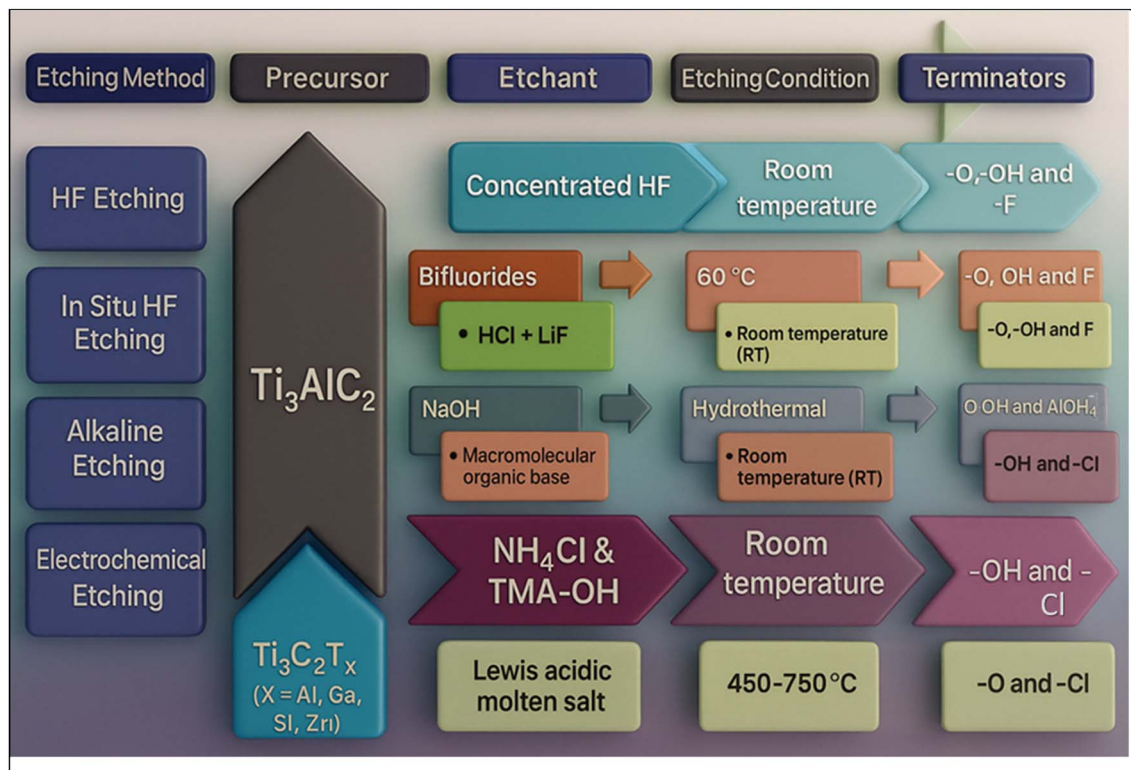 Etching Method
Precursor
Etchant
Etching Condition
Terminators
HF Etching
Concentrated HF
Room
temperature
-O,-OH and
-F
In Situ HF
Etching
Bifluorides
• HCl + LiF
60 °C
• Room temperature
(RT)
-O, OH and F
-O,-OH and F
Ti₃AlC₂
Alkaline
Etching
NaOH
• Macromolecular
organic base
Hydrothermal
• Room
temperature (RT)
O OH and AlOH₄⁻
-OH and -Cl
Electrochemical
Etching
NH₄Cl &
TMA-OH
Room
temperature
-OH and -
Cl
Ti₃C₂Tₓ
(X = Al, Ga,
SI, Zrı)
Lewis acidic
molten salt
450-750 °C
-O and -Cl